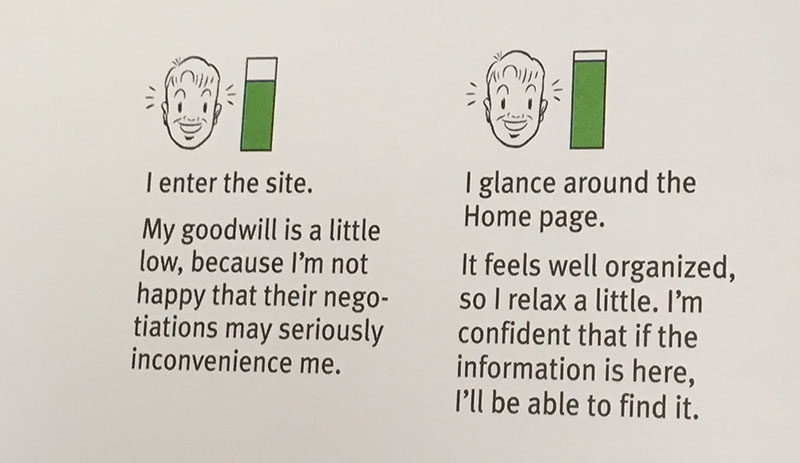 I enter the site.
My goodwill is a little
low, because I'm not
happy that their nego-
tiations may seriously
inconvenience me.
I glance around the
Home page.
It feels well organized,
so I relax a little. I'm
confident that if the
information is here,
I'll be able to find it.